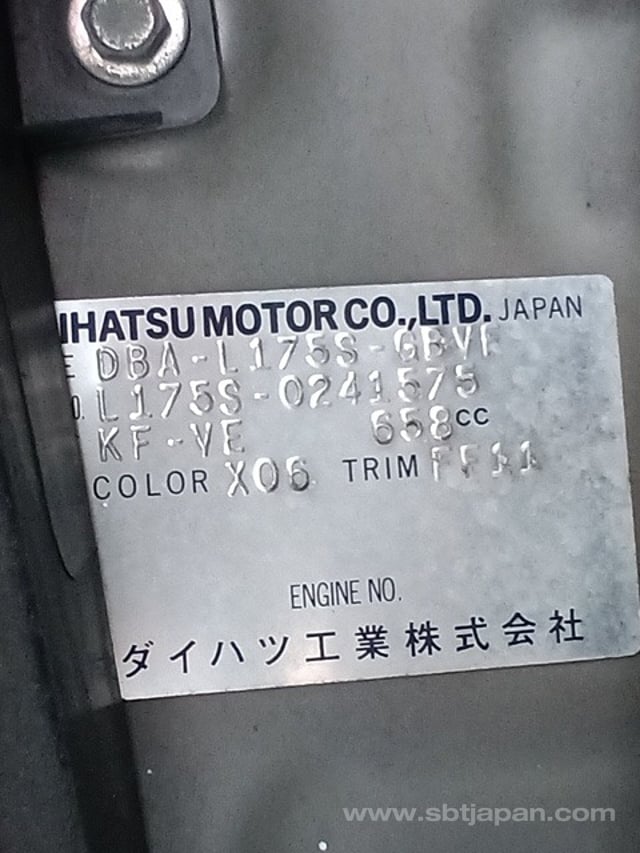 IHATSU MOTOR CO.,LTD. JAPAN
E DBA-L175S-GBVF
O. L175S-0241575
KF-VE 658cc
COLOR X06 TRIM FF11
ENGINE NO.
ダイハツ工業株式会社
www.sbtjapan.com